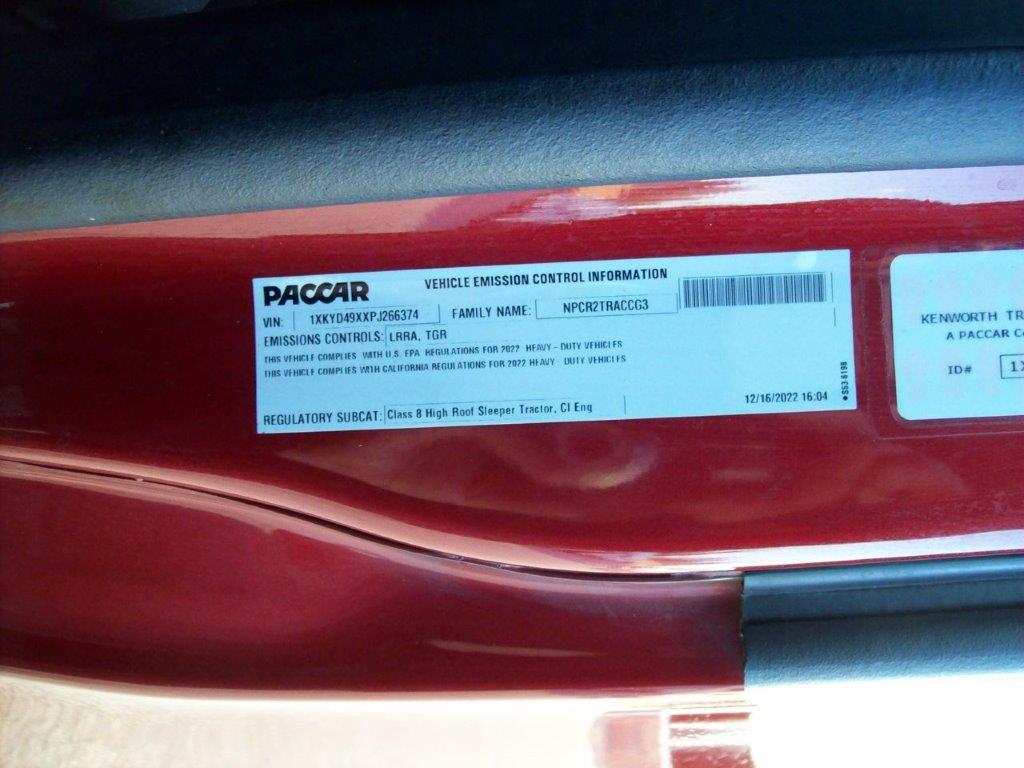 PACCAR
VEHICLE EMISSION CONTROL INFORMATION
VIN: 1XKYD49XXPJ266374 FAMILY NAME: NPCR2TRACCG3
EMISSIONS CONTROLS: LRRA, TGR
THIS VEHICLE COMPLIES WITH U.S. EPA REGULATIONS FOR 2022 HEAVY - DUTY VEHICLES
THIS VEHICLE COMPLIES WITH CALIFORNIA REGULATIONS FOR 2022 HEAVY - DUTY VEHICLES
REGULATORY SUBCAT: Class 8 High Roof Sleeper Tractor, CI Eng
12/16/2022 16:04
S53-6198
KENWORTH TR
A PACCAR C
ID# 1X